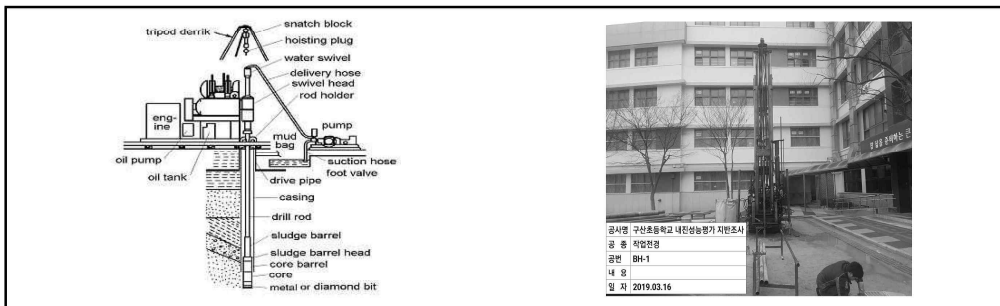 snatch block
tripod derrik
hoisting plug
water swivel
delivery hose
swivel head
rod holder
eng-
ine
pump
mud
bag
oil pump
suction hose
foot valve
oil tank
drive pipe
casing
drill rod
sludge barrel
sludge barrel head
core barrel
core
metal or diamond bit
공사명 구산초등학교 내진성능평가 지반조사
공 종 작업전경
공번 BH-1
내 용
일 자 2019.03.16